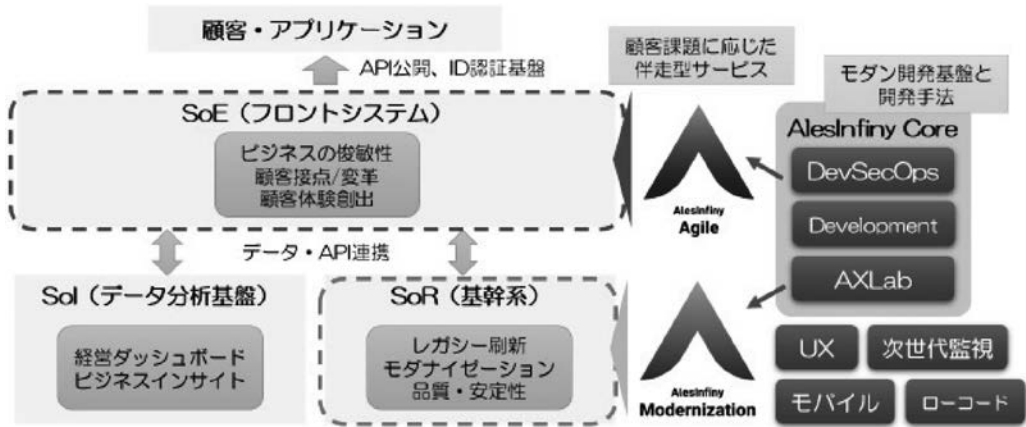 顧客・アプリケーション
API公開、ID認証基盤
SoE（フロントシステム）
ビジネスの俊敏性
顧客接点/変革
顧客体験創出
データ・API連携
SoI（データ分析基盤）
経営ダッシュボード
ビジネスインサイト
SoR（基幹系）
レガシー刷新
モダナイゼーション
品質・安定性
顧客課題に応じた
伴走型サービス
AlesInfiny
Agile
AlesInfiny
Modernization
モダン開発基盤と
開発手法
AlesInfiny Core
DevSecOps
Development
AXLab
UX
次世代監視
モバイル
ローコード